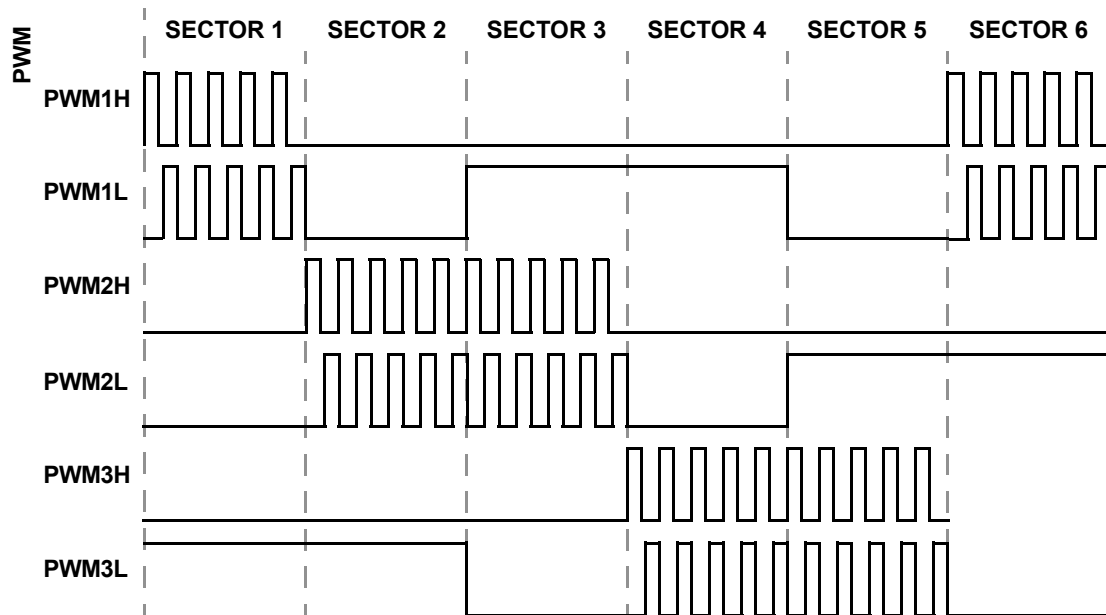 PWM
SECTOR 1 SECTOR 2 SECTOR 3 SECTOR 4 SECTOR 5 SECTOR 6
PWM1H
PWM1L
PWM2H
PWM2L
PWM3H
PWM3L